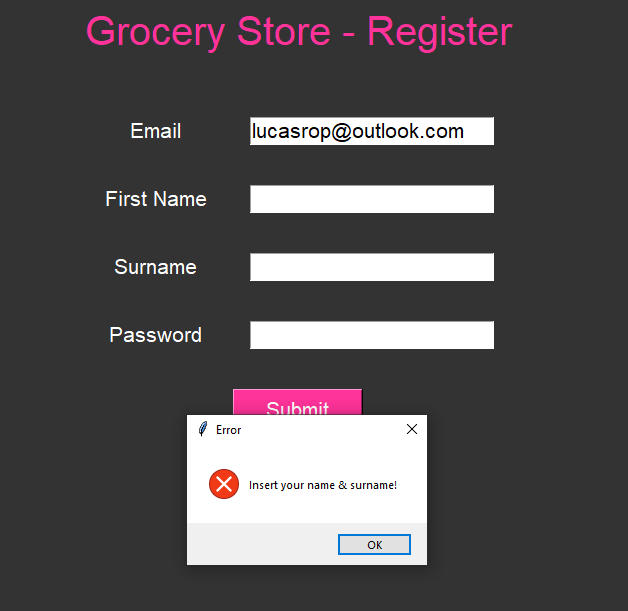 Grocery Store - Register
Email
lucasrop@outlook.com
First Name
Surname
Password
Submit
Error
Insert your name & surname!
OK